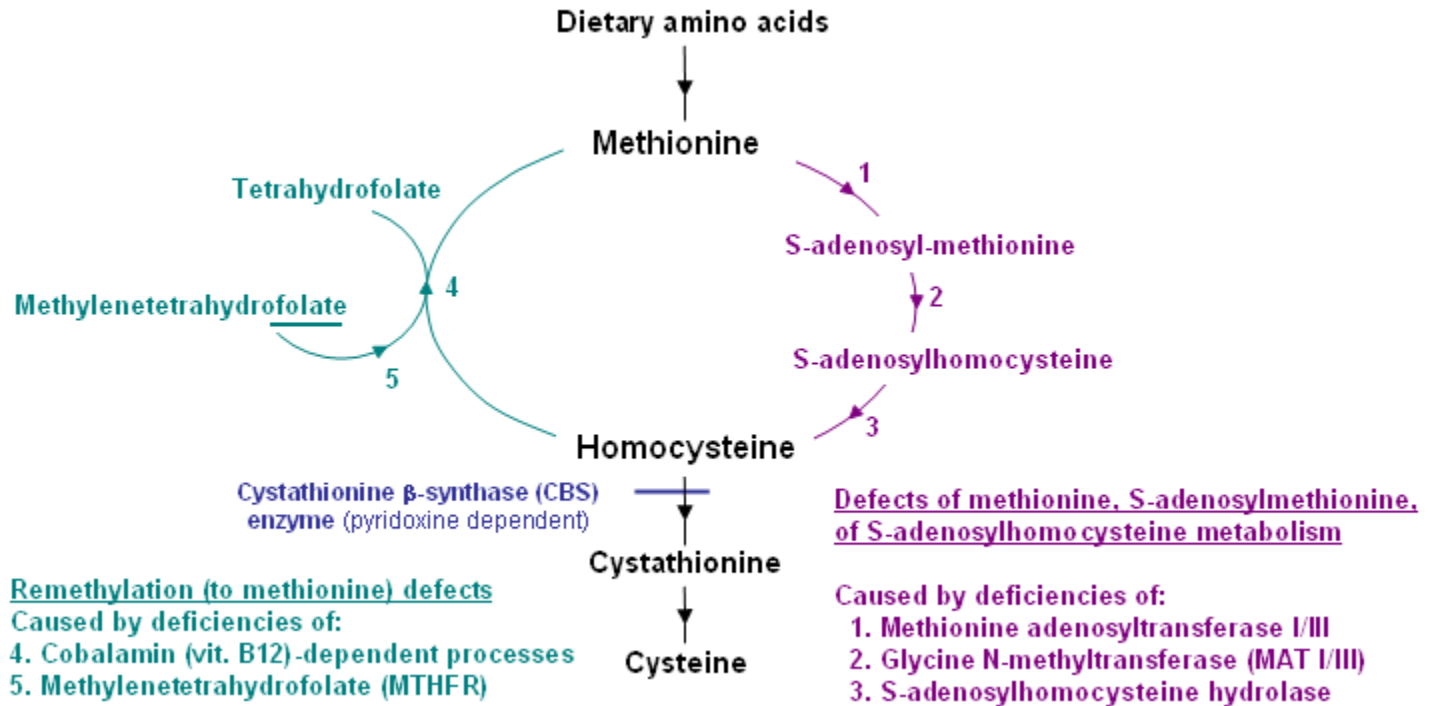 Dietary amino acids
Methionine
1
Tetrahydrofolate
S-adenosyl-methionine
4
2
Methylenetetrahydrofolate
S-adenosylhomocysteine
5
3
Homocysteine
Cystathionine β-synthase (CBS)
enzyme (pyridoxine dependent)
Cystathionine
Cysteine
Remethylation (to methionine) defects
Caused by deficiencies of:
4. Cobalamin (vit. B12)-dependent processes
5. Methylenetetrahydrofolate (MTHFR)
Defects of methionine, S-adenosylmethionine,
of S-adenosylhomocysteine metabolism
Caused by deficiencies of:
1. Methionine adenosyltransferase I/III
2. Glycine N-methyltransferase (MAT I/III)
3. S-adenosylhomocysteine hydrolase